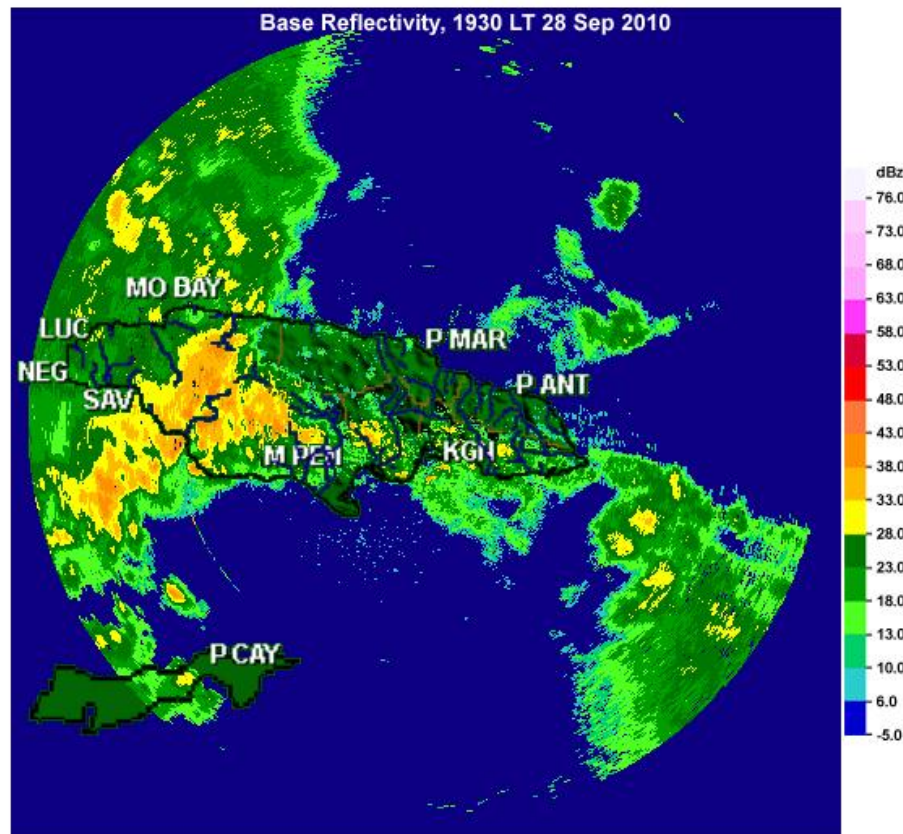 Base Reflectivity, 1930 LT 28 Sep 2010
dBz
76.0
73.0
68.0
63.0
58.0
53.0
48.0
43.0
38.0
33.0
28.0
23.0
18.0
13.0
10.0
6.0
-5.0
MO BAY
LUC
P MAR
NEG
P ANT
SAV
M PEN
KGN
P CAY